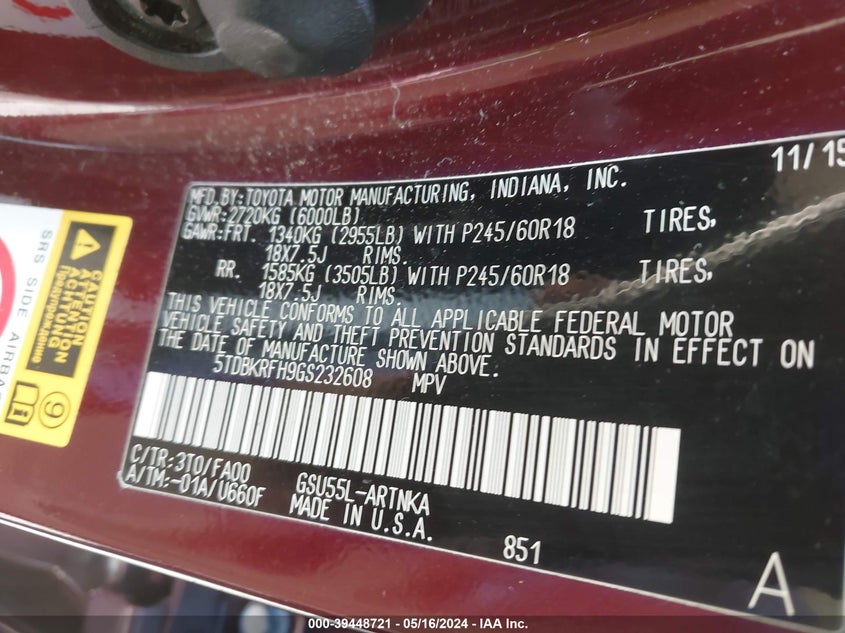 11/15
MFD.BY:TOYOTA MOTOR MANUFACTURING, INDIANA, INC.
GVWR:2720KG (6000LB)
GAWR:FRT. 1340KG (2955LB) WITH P245/60R18 TIRES,
18X7.5J RIMS.
RR. 1585KG (3505LB) WITH P245/60R18 TIRES,
18X7.5J RIMS.
THIS VEHICLE CONFORMS TO ALL APPLICABLE FEDERAL MOTOR
VEHICLE SAFETY AND THEFT PREVENTION STANDARDS IN EFFECT ON
THE DATE OF MANUFACTURE SHOWN ABOVE.
5TDBKRFH9GS232608 MPV
C/TR:3T0/FA00
A/TM:-01A/U660F
GSU55L-ARTNKA
MADE IN U.S.A.
851
A
SRS SIDE AIRBAG
CAUTION
ATTENTION
ACHTUNG
9
000-39448721 - 05/16/2024 - IAA Inc.